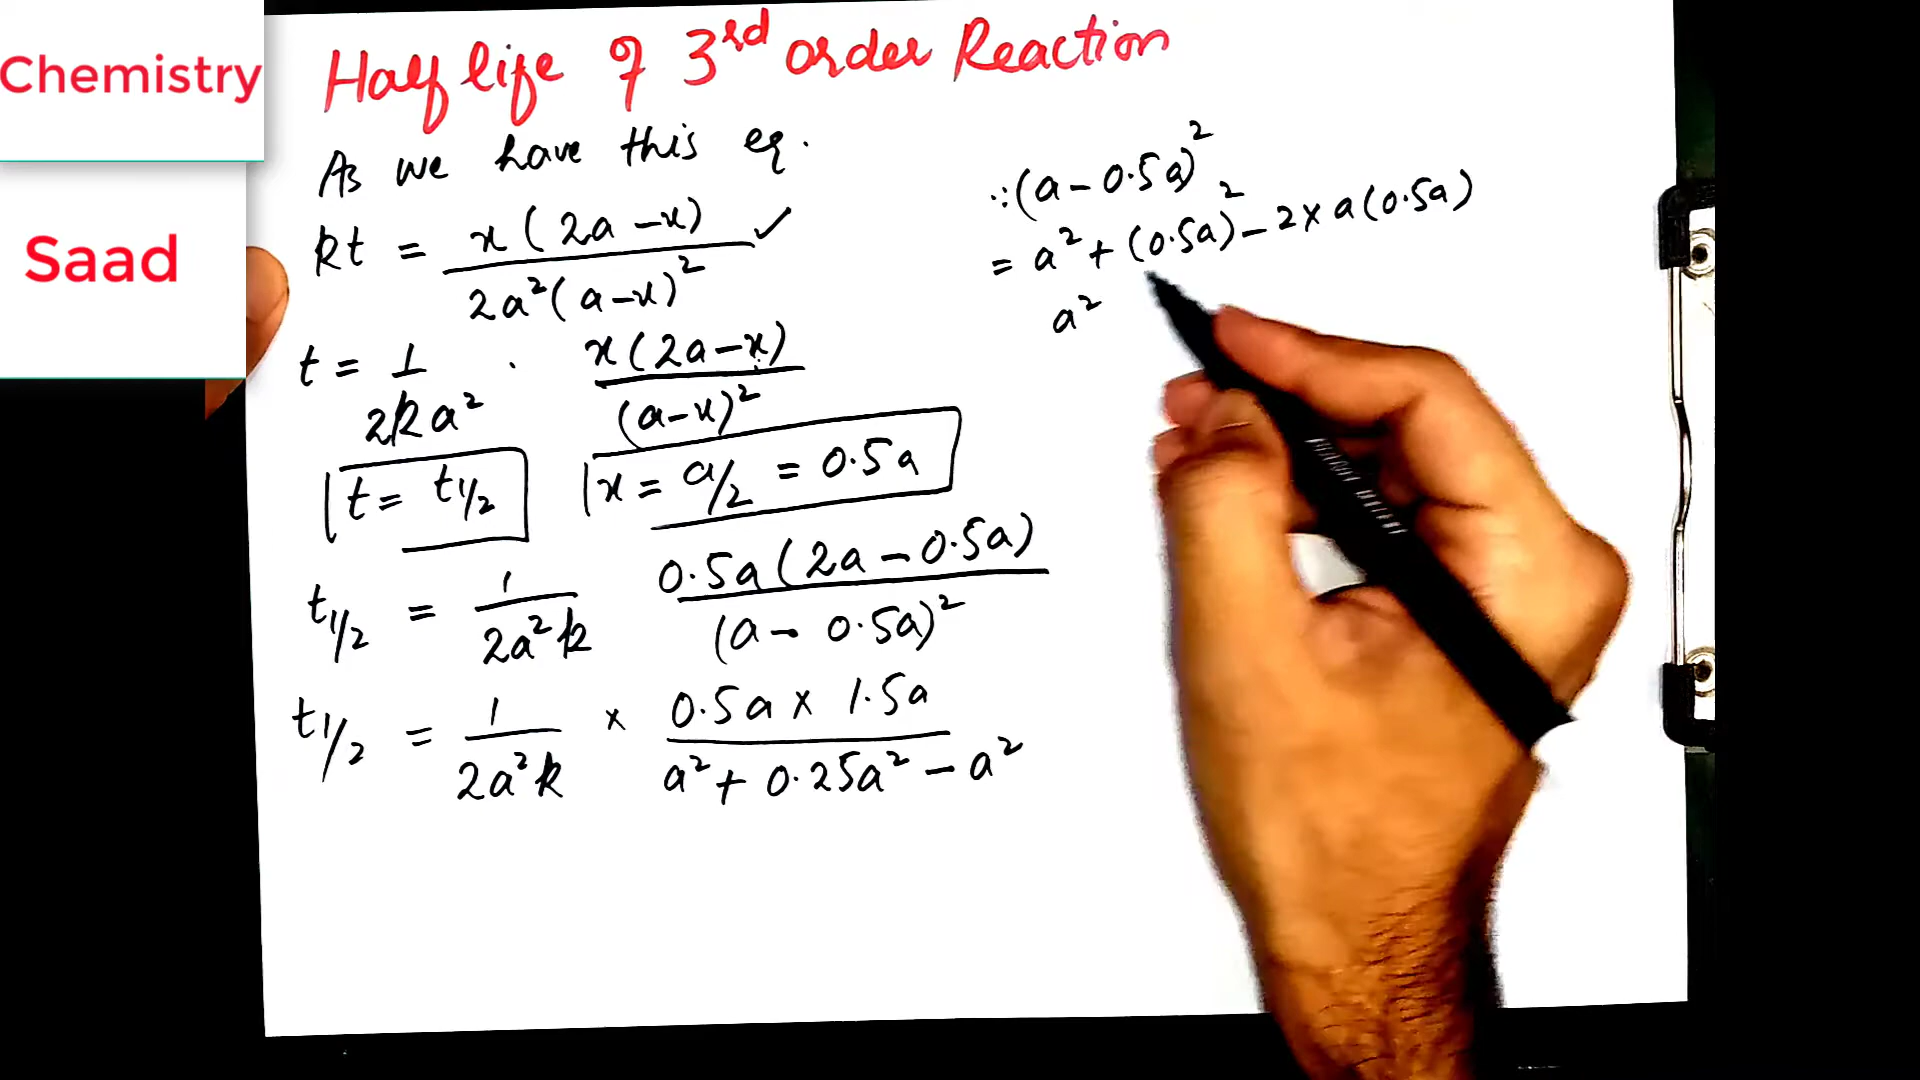 Chemistry
Saad
Half life of 3rd order Reaction
As we have this eq.
kt = x(2a-x) / 2a²(a-x)² ✓
t = 1 / 2ka² . x(2a-x) / (a-x)²
t = t1/2
x = a/2 = 0.5a
t1/2 = 1 / 2a²k 0.5a(2a-0.5a) / (a-0.5a)²
t1/2 = 1 / 2a²k × 0.5a × 1.5a / a² + 0.25a² - a²
∵ (a-0.5a)²
= a² + (0.5a)² - 2×a(0.5a)
a²